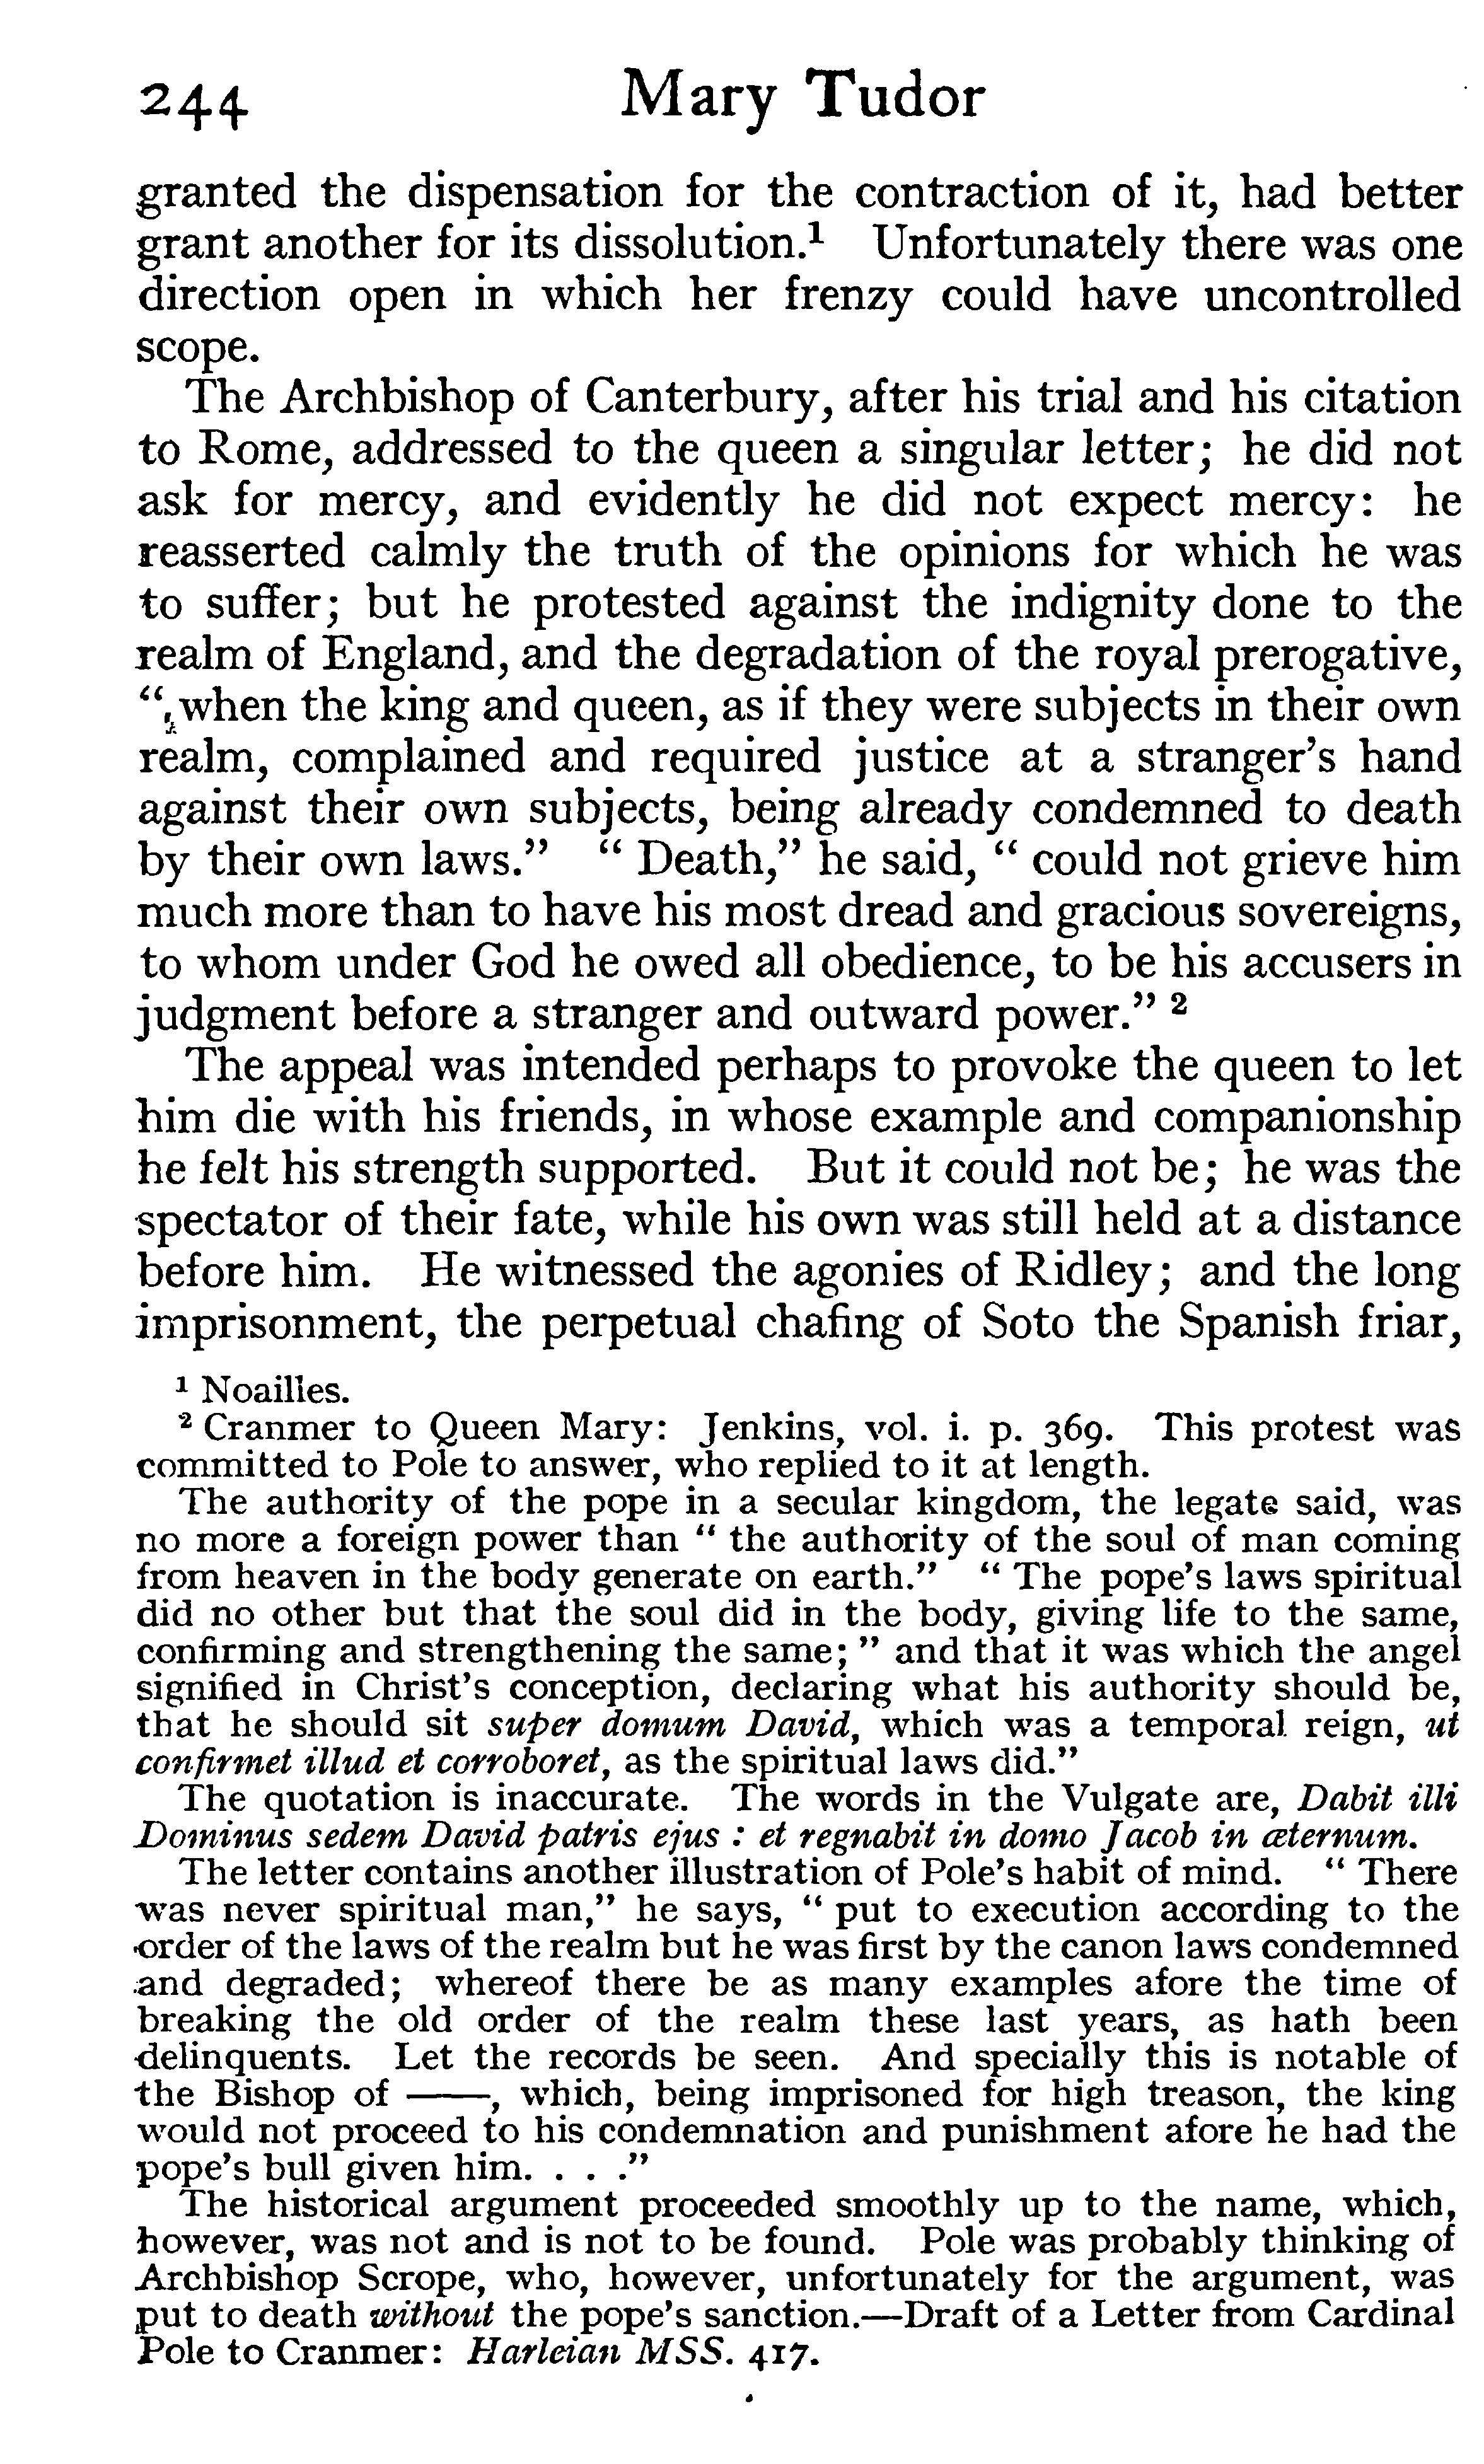 244 Mary Tudor
granted the dispensation for the contraction of it, had better
grant another for its dissolution.¹ Unfortunately there was one
direction open in which her frenzy could have uncontrolled
scope.
The Archbishop of Canterbury, after his trial and his citation
to Rome, addressed to the queen a singular letter; he did not
ask for mercy, and evidently he did not expect mercy: he
reasserted calmly the truth of the opinions for which he was
to suffer; but he protested against the indignity done to the
realm of England, and the degradation of the royal prerogative,
“ when the king and queen, as if they were subjects in their own
realm, complained and required justice at a stranger’s hand
against their own subjects, being already condemned to death
by their own laws.” “ Death,” he said, “ could not grieve him
much more than to have his most dread and gracious sovereigns,
to whom under God he owed all obedience, to be his accusers in
judgment before a stranger and outward power.” ²
The appeal was intended perhaps to provoke the queen to let
him die with his friends, in whose example and companionship
he felt his strength supported. But it could not be; he was the
spectator of their fate, while his own was still held at a distance
before him. He witnessed the agonies of Ridley; and the long
imprisonment, the perpetual chafing of Soto the Spanish friar,
¹ Noailles.
² Cranmer to Queen Mary: Jenkins, vol. i. p. 369. This protest was
committed to Pole to answer, who replied to it at length.
The authority of the pope in a secular kingdom, the legate said, was
no more a foreign power than “ the authority of the soul of man coming
from heaven in the body generate on earth.” “ The pope’s laws spiritual
did no other but that the soul did in the body, giving life to the same,
confirming and strengthening the same; ” and that it was which the angel
signified in Christ’s conception, declaring what his authority should be,
that he should sit super domum David, which was a temporal reign, ut
confirmet illud et corroboret, as the spiritual laws did.”
The quotation is inaccurate. The words in the Vulgate are, Dabit illi
Dominus sedem David patris ejus : et regnabit in domo Jacob in æternum.
The letter contains another illustration of Pole’s habit of mind. “ There
was never spiritual man,” he says, “ put to execution according to the
order of the laws of the realm but he was first by the canon laws condemned
and degraded; whereof there be as many examples afore the time of
breaking the old order of the realm these last years, as hath been
delinquents. Let the records be seen. And specially this is notable of
the Bishop of ——, which, being imprisoned for high treason, the king
would not proceed to his condemnation and punishment afore he had the
pope’s bull given him. . . .”
The historical argument proceeded smoothly up to the name, which,
however, was not and is not to be found. Pole was probably thinking of
Archbishop Scrope, who, however, unfortunately for the argument, was
put to death without the pope’s sanction.—Draft of a Letter from Cardinal
Pole to Cranmer: Harleian MSS. 417.